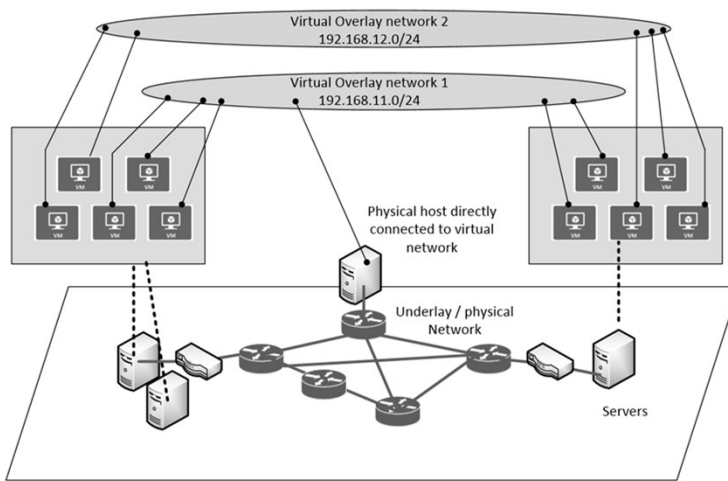 Virtual Overlay network 2
192.168.12.0/24
Virtual Overlay network 1
192.168.11.0/24
VM
VM
VM
VM
VM
VM
VM
VM
VM
VM
Physical host directly
connected to virtual
network
Underlay / physical
Network
Servers